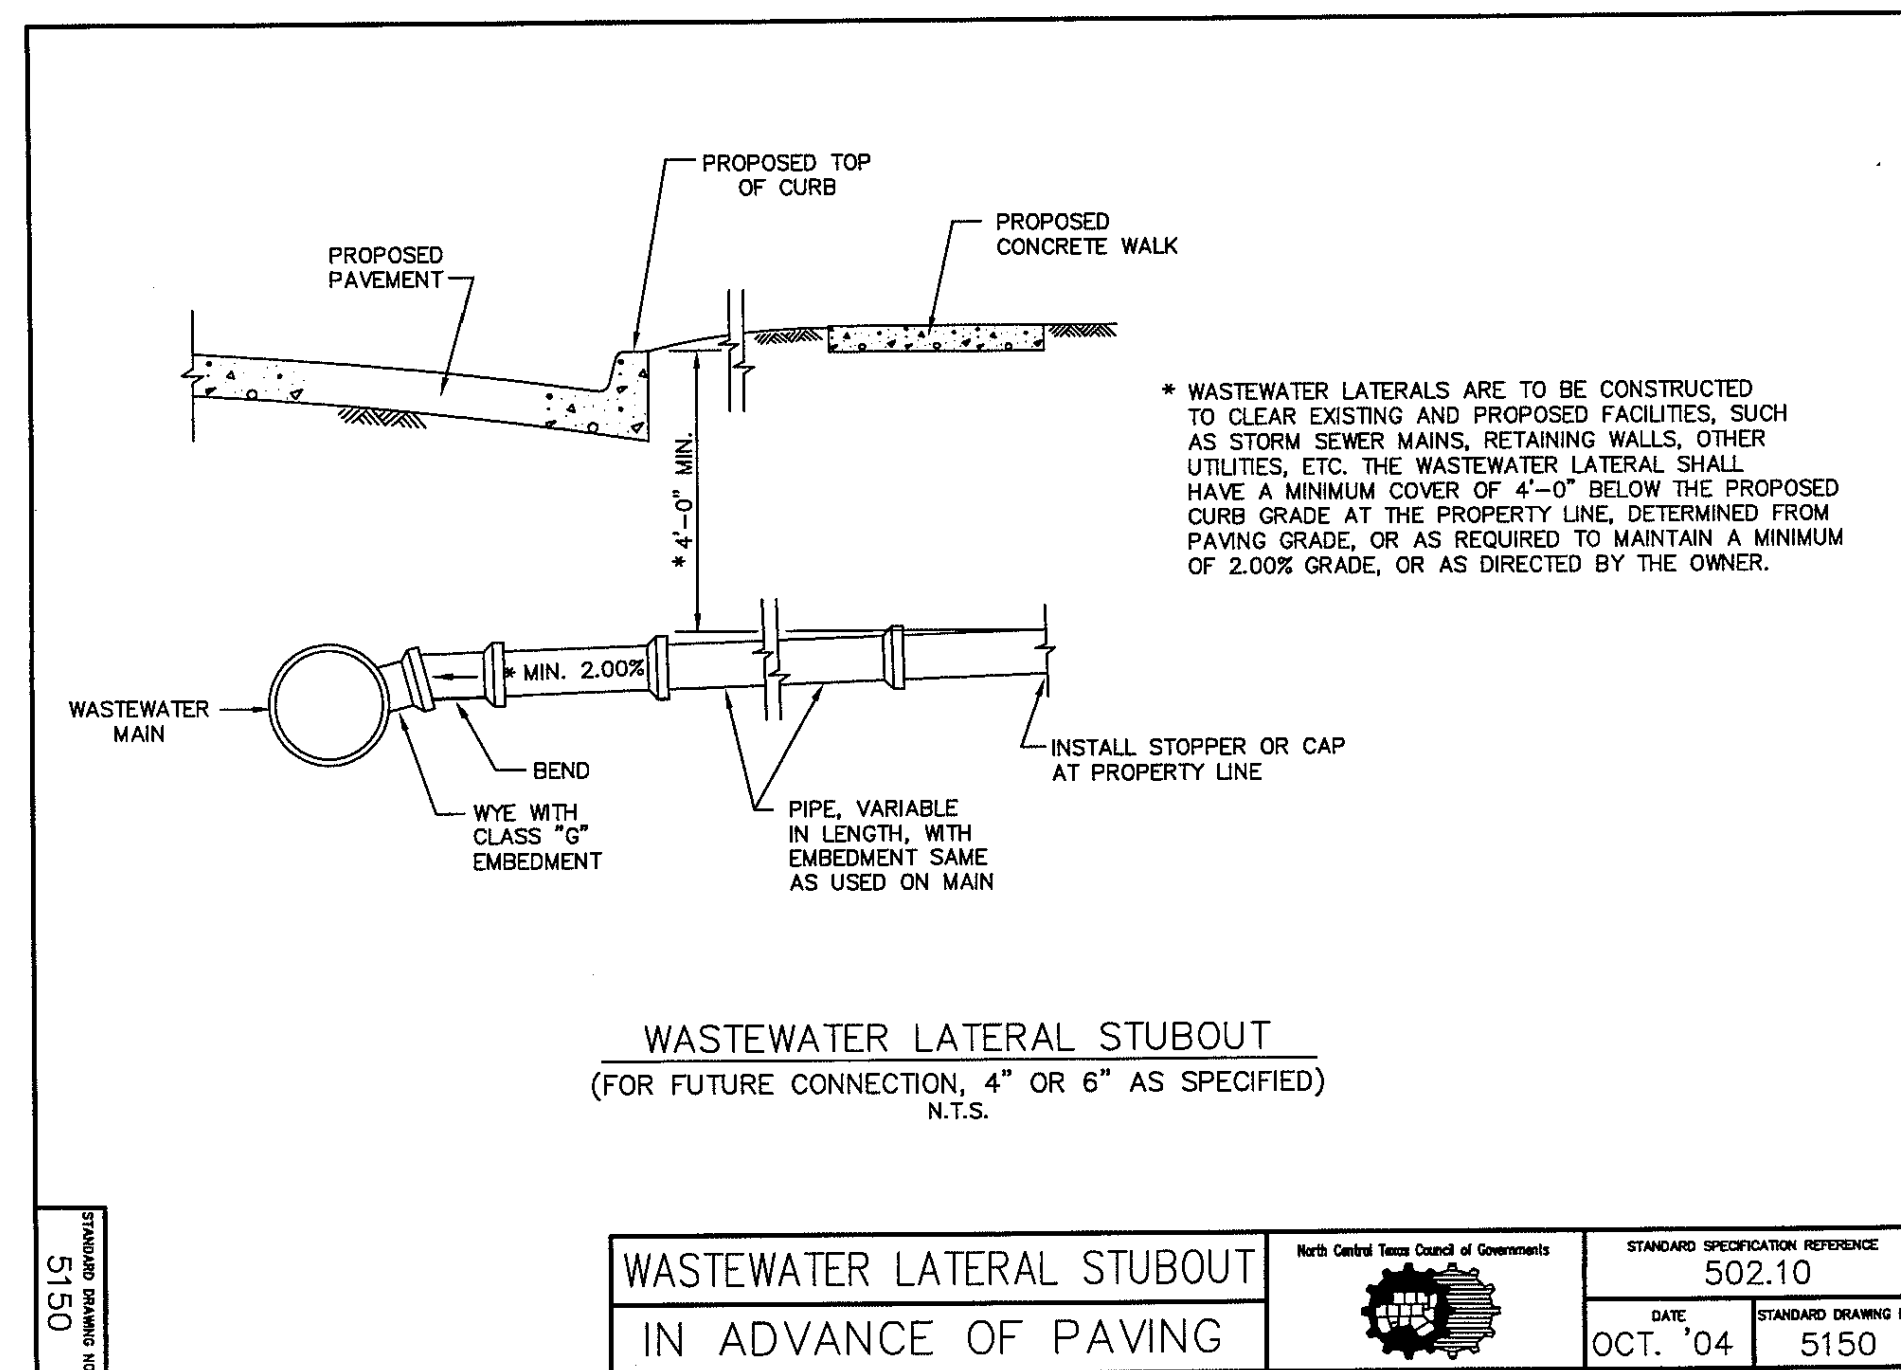 PROPOSED TOP
OF CURB
PROPOSED
CONCRETE WALK
PROPOSED
PAVEMENT
* WASTEWATER LATERALS ARE TO BE CONSTRUCTED
TO CLEAR EXISTING AND PROPOSED FACILITIES, SUCH
AS STORM SEWER MAINS, RETAINING WALLS, OTHER
UTILITIES, ETC. THE WASTEWATER LATERAL SHALL
HAVE A MINIMUM COVER OF 4'-0" BELOW THE PROPOSED
CURB GRADE AT THE PROPERTY LINE, DETERMINED FROM
PAVING GRADE, OR AS REQUIRED TO MAINTAIN A MINIMUM
OF 2.00% GRADE, OR AS DIRECTED BY THE OWNER.
* 4'-0" MIN.
* MIN. 2.00%
WASTEWATER
MAIN
BEND
WYE WITH
CLASS "G"
EMBEDMENT
PIPE, VARIABLE
IN LENGTH, WITH
EMBEDMENT SAME
AS USED ON MAIN
INSTALL STOPPER OR CAP
AT PROPERTY LINE
WASTEWATER LATERAL STUBOUT
(FOR FUTURE CONNECTION, 4" OR 6" AS SPECIFIED)
N.T.S.
STANDARD DRAWING NO
5150
WASTEWATER LATERAL STUBOUT
IN ADVANCE OF PAVING
North Central Texas Council of Governments
STANDARD SPECIFICATION REFERENCE
502.10
DATE
OCT. '04
STANDARD DRAWING
5150